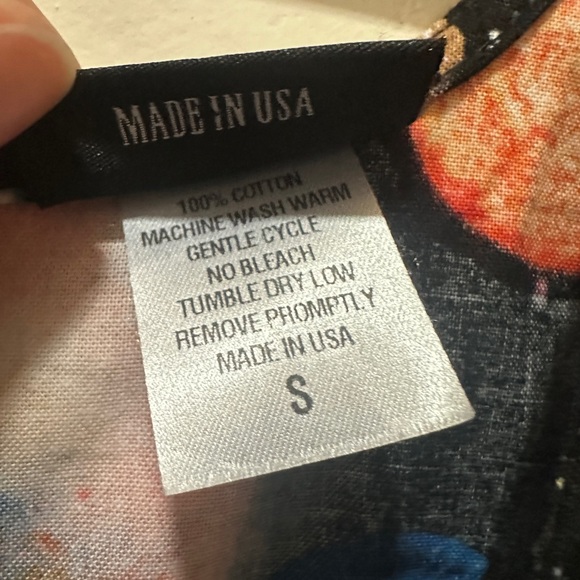 MADE IN USA
100% COTTON
MACHINE WASH WARM
GENTLE CYCLE
NO BLEACH
TUMBLE DRY LOW
REMOVE PROMPTLY
MADE IN USA
S